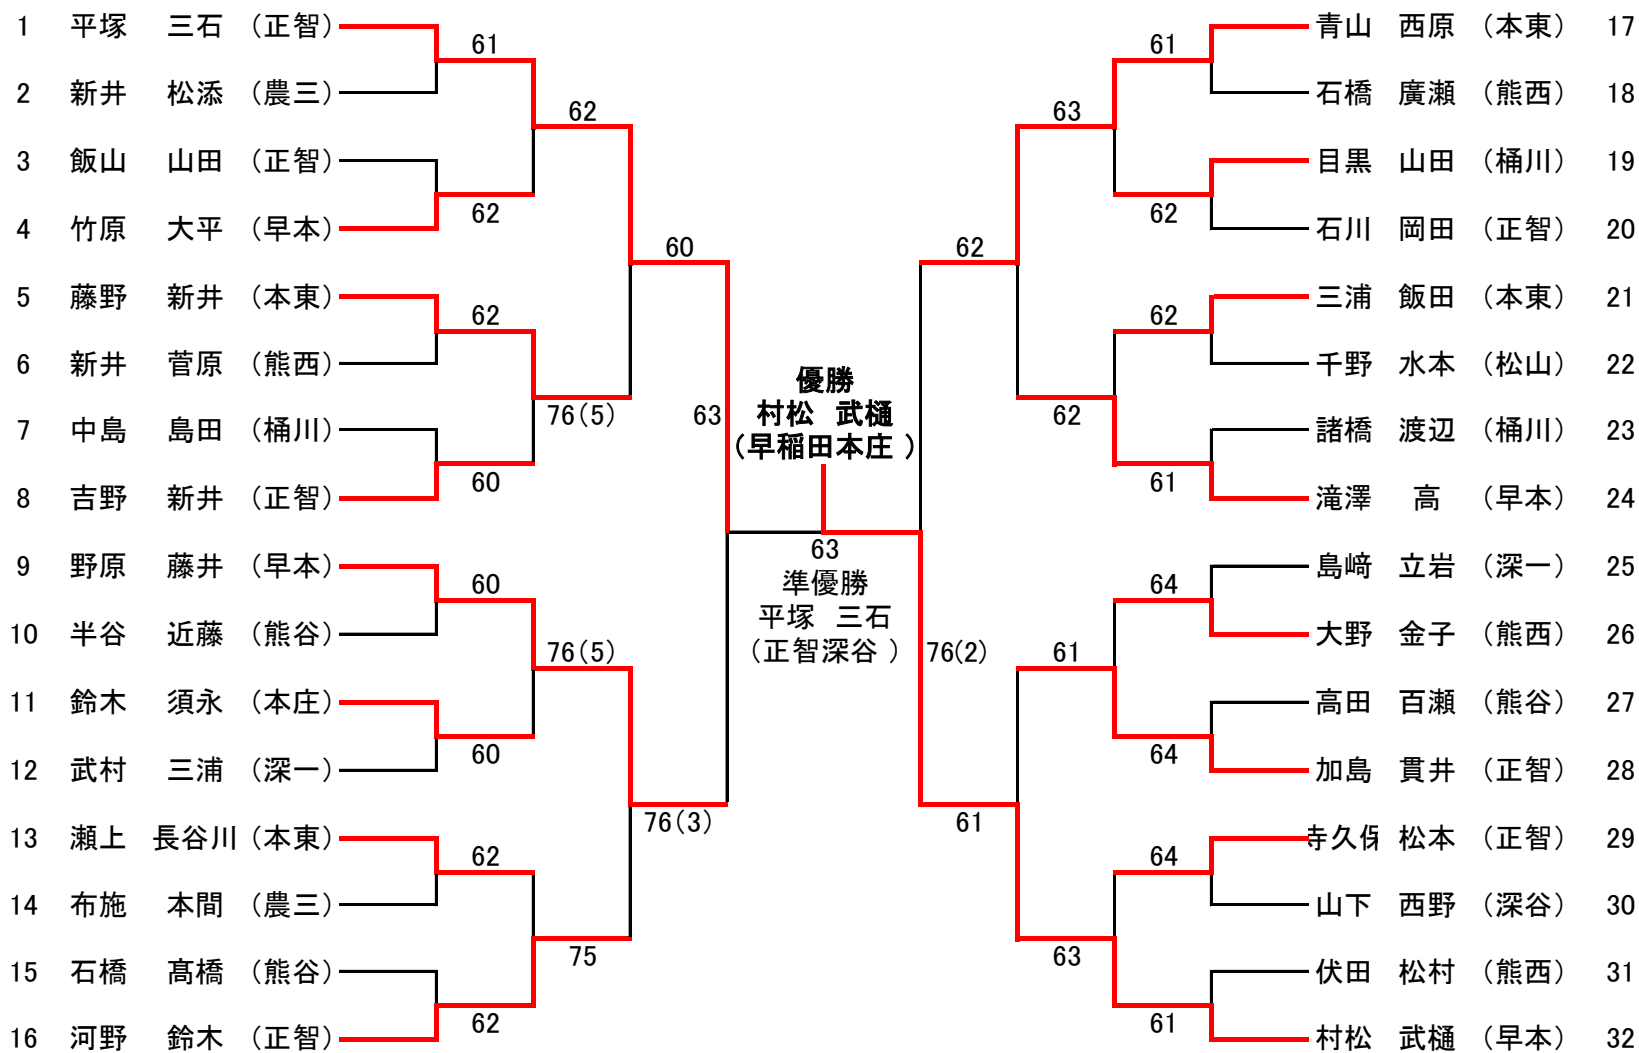 1 平塚 三石 (正智)
61
2 新井 松添 (農三)
62
3 飯山 山田 (正智)
62
4 竹原 大平 (早本)
60
5 藤野 新井 (本東)
62
6 新井 菅原 (熊西)
76(5)
7 中島 島田 (桶川)
60
8 吉野 新井 (正智)
63
9 野原 藤井 (早本)
60
10 半谷 近藤 (熊谷)
76(5)
11 鈴木 須永 (本庄)
60
12 武村 三浦 (深一)
76(3)
13 瀬上 長谷川 (本東)
62
14 布施 本間 (農三)
75
15 石橋 髙橋 (熊谷)
62
16 河野 鈴木 (正智)
優勝
村松 武樋
(早稲田本庄 )
63
準優勝
平塚 三石
(正智深谷 )
青山 西原 (本東) 17
61
石橋 廣瀬 (熊西) 18
63
目黒 山田 (桶川) 19
62
石川 岡田 (正智) 20
62
三浦 飯田 (本東) 21
62
千野 水本 (松山) 22
62
諸橋 渡辺 (桶川) 23
61
滝澤 高 (早本) 24
76(2)
島﨑 立岩 (深一) 25
64
大野 金子 (熊西) 26
61
高田 百瀬 (熊谷) 27
64
加島 貫井 (正智) 28
61
寺久保 松本 (正智) 29
64
山下 西野 (深谷) 30
63
伏田 松村 (熊西) 31
61
村松 武樋 (早本) 32